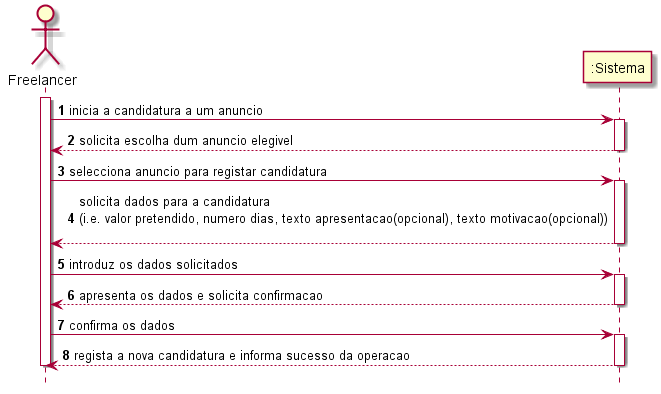 Freelancer
:Sistema
1 inicia a candidatura a um anuncio
2 solicita escolha dum anuncio elegivel
3 selecciona anuncio para registar candidatura
solicita dados para a candidatura
4 (i.e. valor pretendido, numero dias, texto apresentacao(opcional), texto motivacao(opcional))
5 introduz os dados solicitados
6 apresenta os dados e solicita confirmacao
7 confirma os dados
8 regista a nova candidatura e informa sucesso da operacao